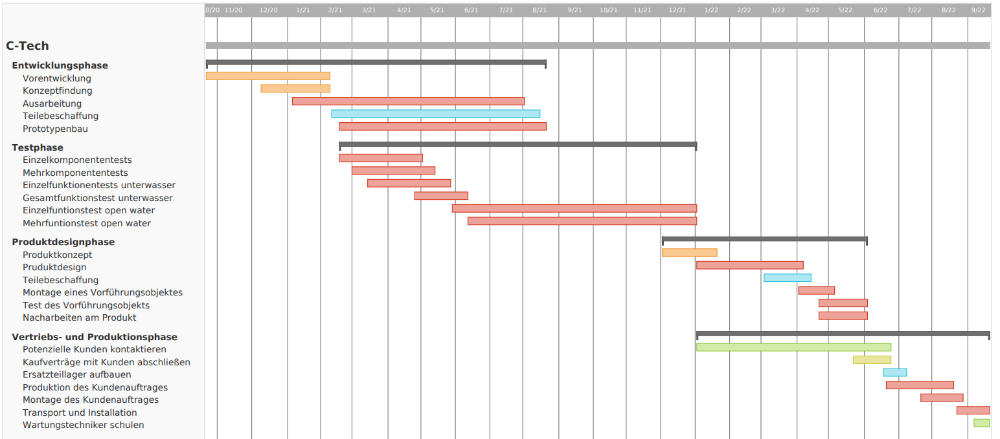 0/20 11/20 12/20 1/21 2/21 3/21 4/21 5/21 6/21 7/21 8/21 9/21 10/21 11/21 12/21 1/22 2/22 3/22 4/22 5/22 6/22 7/22 8/22 9/22
C-Tech
Entwicklungsphase
Vorentwicklung
Konzeptfindung
Ausarbeitung
Teilebeschaffung
Prototypenbau
Testphase
Einzelkomponententests
Mehrkomponententests
Einzelfunktionentests unterwasser
Gesamtfunktionstest unterwasser
Einzelfuntionstest open water
Mehrfuntionstest open water
Produktdesignphase
Produktkonzept
Pruduktdesign
Teilebeschaffung
Montage eines Vorführungsobjektes
Test des Vorführungsobjekts
Nacharbeiten am Produkt
Vertriebs- und Produktionsphase
Potenzielle Kunden kontaktieren
Kaufverträge mit Kunden abschließen
Ersatzteillager aufbauen
Produktion des Kundenauftrages
Montage des Kundenauftrages
Transport und Installation
Wartungstechniker schulen